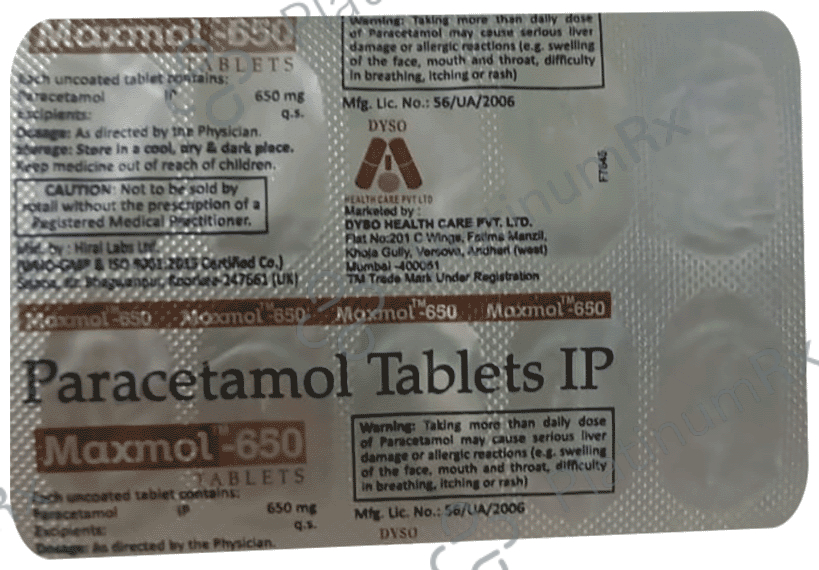 Maxmol-650
TABLETS
Each uncoated tablet contains:
Paracetamol IP 650 mg
Excipients: q.s.
Dosage: As directed by the Physician.
Storage: Store in a cool, dry & dark place.
Keep medicine out of reach of children.
CAUTION: Not to be sold by
retail without the prescription of a
Registered Medical Practitioner.
Mfd. by : Hiral Labs Ltd.
(WHO-GMP & ISO 9001:2015 Certified Co.)
Bhagwanpur, Roorkee-247661 (UK)
Warning: Taking more than daily dose
of Paracetamol may cause serious liver
damage or allergic reactions (e.g. swelling
of the face, mouth and throat, difficulty
in breathing, itching or rash)
Mfg. Lic. No.: 56/UA/2006
DYSO
HEALTH CARE PVT LTD
Marketed by :
DYSO HEALTH CARE PVT. LTD.
Flat No:201 C Wings, Fatima Manzil,
Khoja Gully, Versova, Andheri (west)
Mumbai -400061
TM Trade Mark Under Registration
F7645
Maxmol™-650 Maxmol™-650 Maxmol™-650 Maxmol™-650
Paracetamol Tablets IP
Maxmol™-650
TABLETS
Each uncoated tablet contains:
Paracetamol IP 650 mg
Excipients: q.s.
Dosage: As directed by the Physician.
Warning: Taking more than daily dose
of Paracetamol may cause serious liver
damage or allergic reactions (e.g. swelling
of the face, mouth and throat, difficulty
in breathing, itching or rash)
Mfg. Lic. No.: 56/UA/2006
DYSO
PlatinumRx